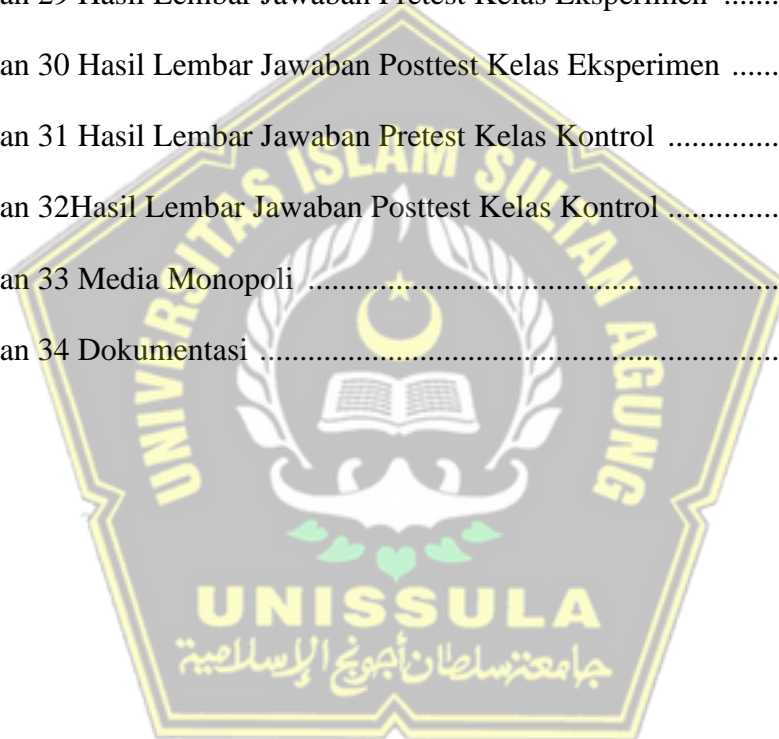 an 29 Hasil Lembar Jawaban Pretest Kelas Eksperimen .......
an 30 Hasil Lembar Jawaban Posttest Kelas Eksperimen ......
an 31 Hasil Lembar Jawaban Pretest Kelas Kontrol .............
an 32Hasil Lembar Jawaban Posttest Kelas Kontrol .............
an 33 Media Monopoli .........................................................
an 34 Dokumentasi ...............................................................
UNIVERSITAS ISLAM SULTAN AGUNG
UNISSULA
جامعة سلطان أجونج الإسلامية